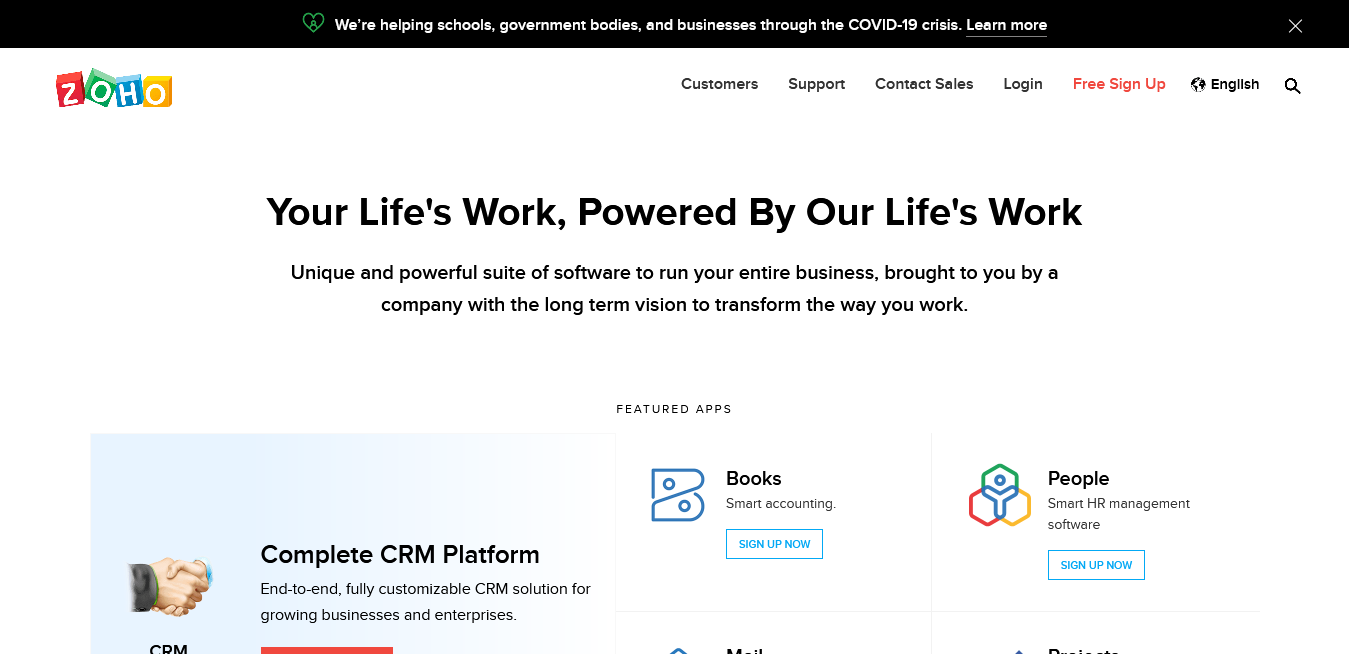 We're helping schools, government bodies, and businesses through the COVID-19 crisis. Learn more
ZOHO
Customers
Support
Contact Sales
Login
Free Sign Up
English
Your Life's Work, Powered By Our Life's Work
Unique and powerful suite of software to run your entire business, brought to you by a
company with the long term vision to transform the way you work.
FEATURED APPS
CRM
Complete CRM Platform
End-to-end, fully customizable CRM solution for
growing businesses and enterprises.
Books
Smart accounting.
SIGN UP NOW
People
Smart HR management
software
SIGN UP NOW
Mail
Projects